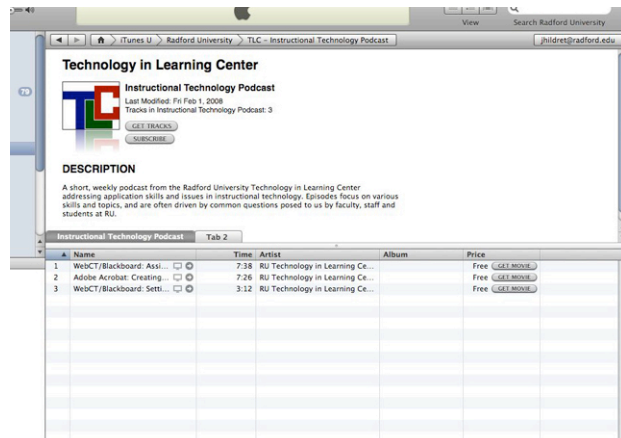 View Search Radford University
iTunes U Radford University TLC - Instructional Technology Podcast jhildret@radford.edu
Technology in Learning Center
79
TLC
Instructional Technology Podcast
Last Modified: Fri Feb 1, 2008
Tracks in Instructional Technology Podcast: 3
GET TRACKS
SUBSCRIBE
DESCRIPTION
A short, weekly podcast from the Radford University Technology in Learning Center
addressing application skills and issues in instructional technology. Episodes focus on various
skills and topics, and are often driven by common questions posed to us by faculty, staff and
students at RU.
Instructional Technology Podcast Tab 2
Name Time Artist Album Price
1 WebCT/Blackboard: Assi... 7:38 RU Technology in Learning Ce... Free GET MOVIE
2 Adobe Acrobat: Creating... 7:26 RU Technology in Learning Ce... Free GET MOVIE
3 WebCT/Blackboard: Setti... 3:12 RU Technology in Learning Ce... Free GET MOVIE